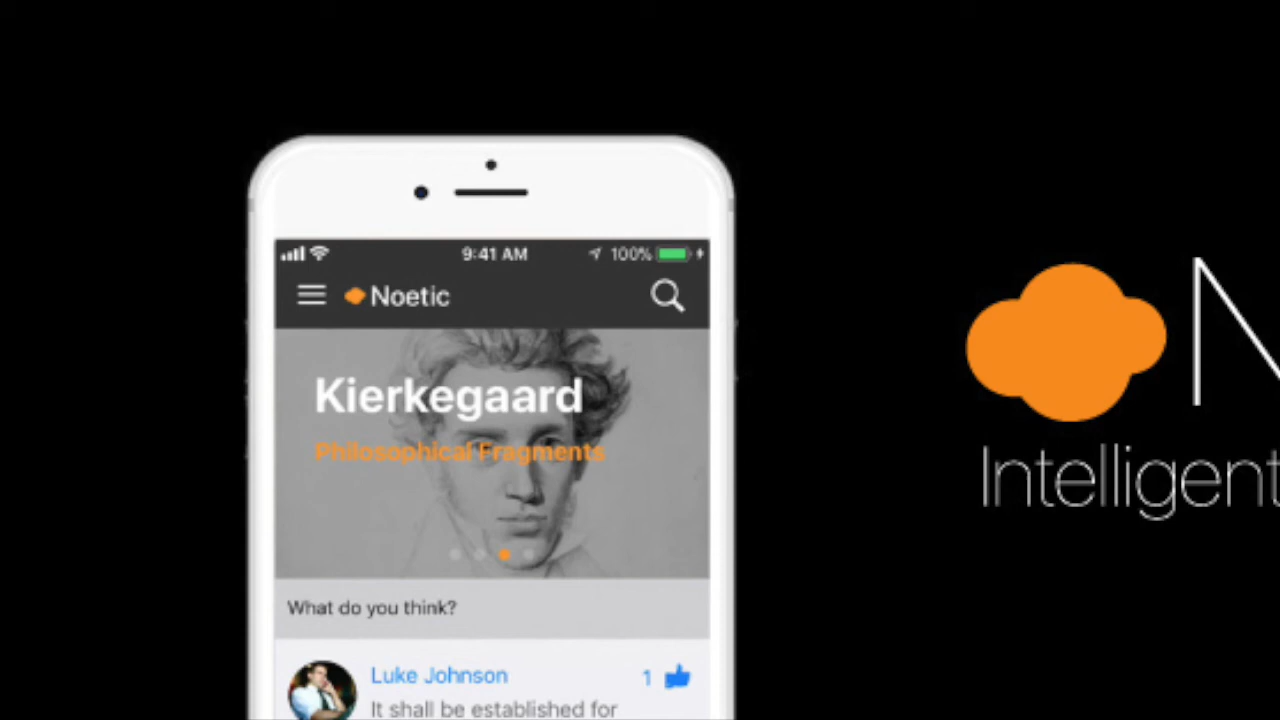 9:41 AM 100%
Noetic
Kierkegaard
Philosophical Fragments
What do you think?
Luke Johnson 1
It shall be established for
N
Intelligent